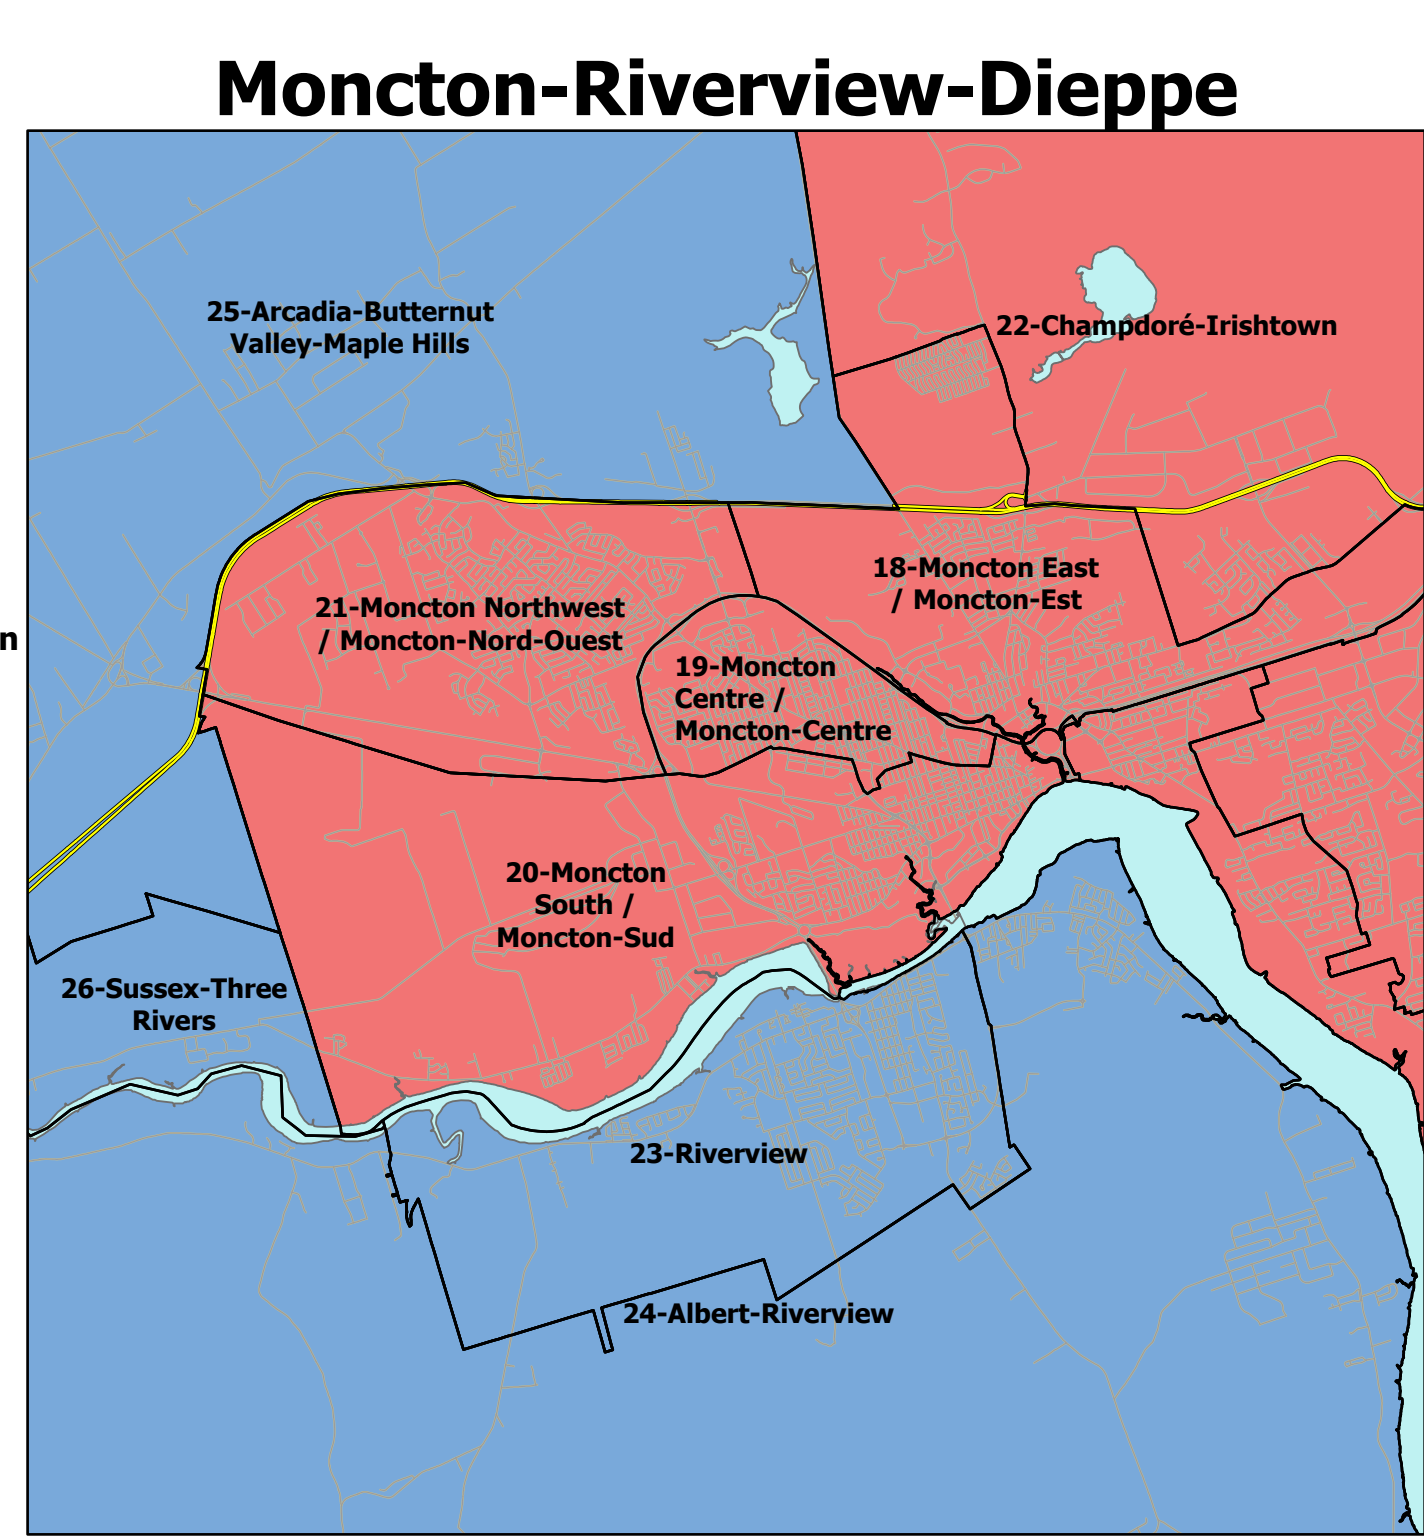 Moncton-Riverview-Dieppe
25-Arcadia-Butternut
Valley-Maple Hills
22-Champdoré-Irishtown
18-Moncton East
/ Moncton-Est
21-Moncton Northwest
/ Moncton-Nord-Ouest
n
19-Moncton
Centre /
Moncton-Centre
20-Moncton
South /
Moncton-Sud
26-Sussex-Three
Rivers
23-Riverview
24-Albert-Riverview